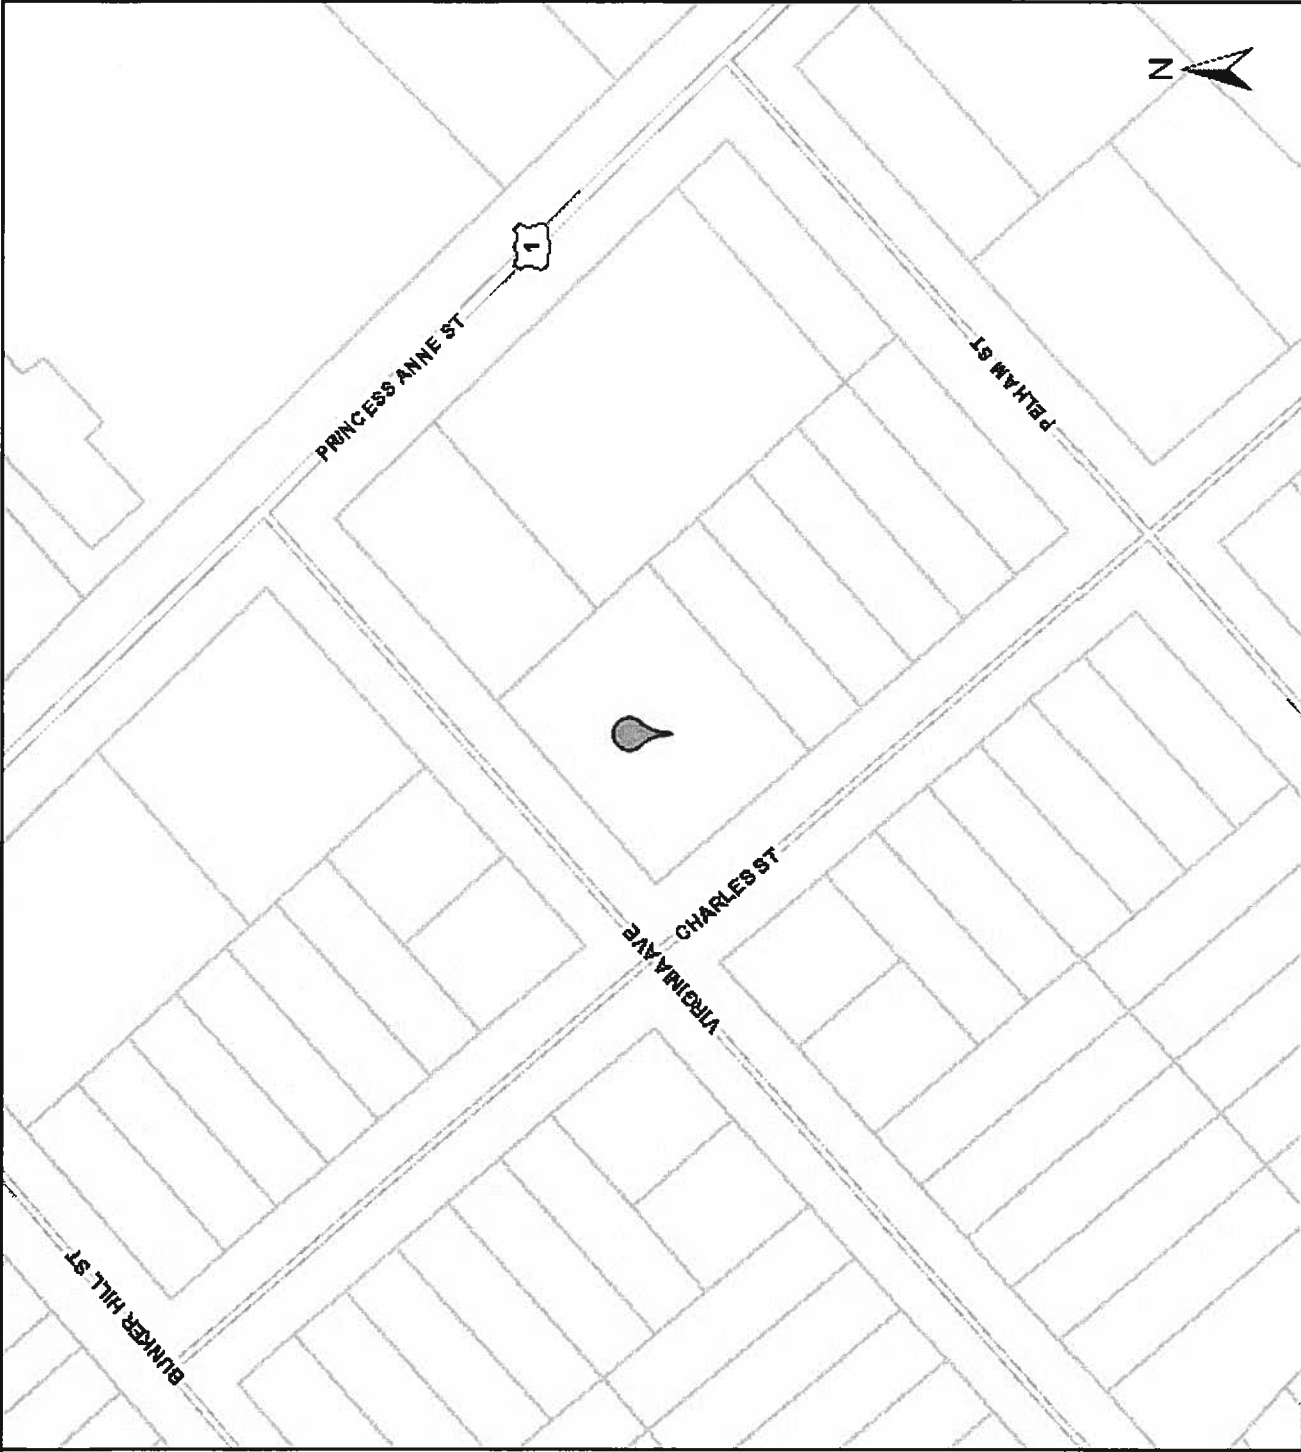 N
1
PRINCESS ANNE ST
PELHAM ST
CHARLES ST
VIRGINIA AVE
BUNKER HILL ST